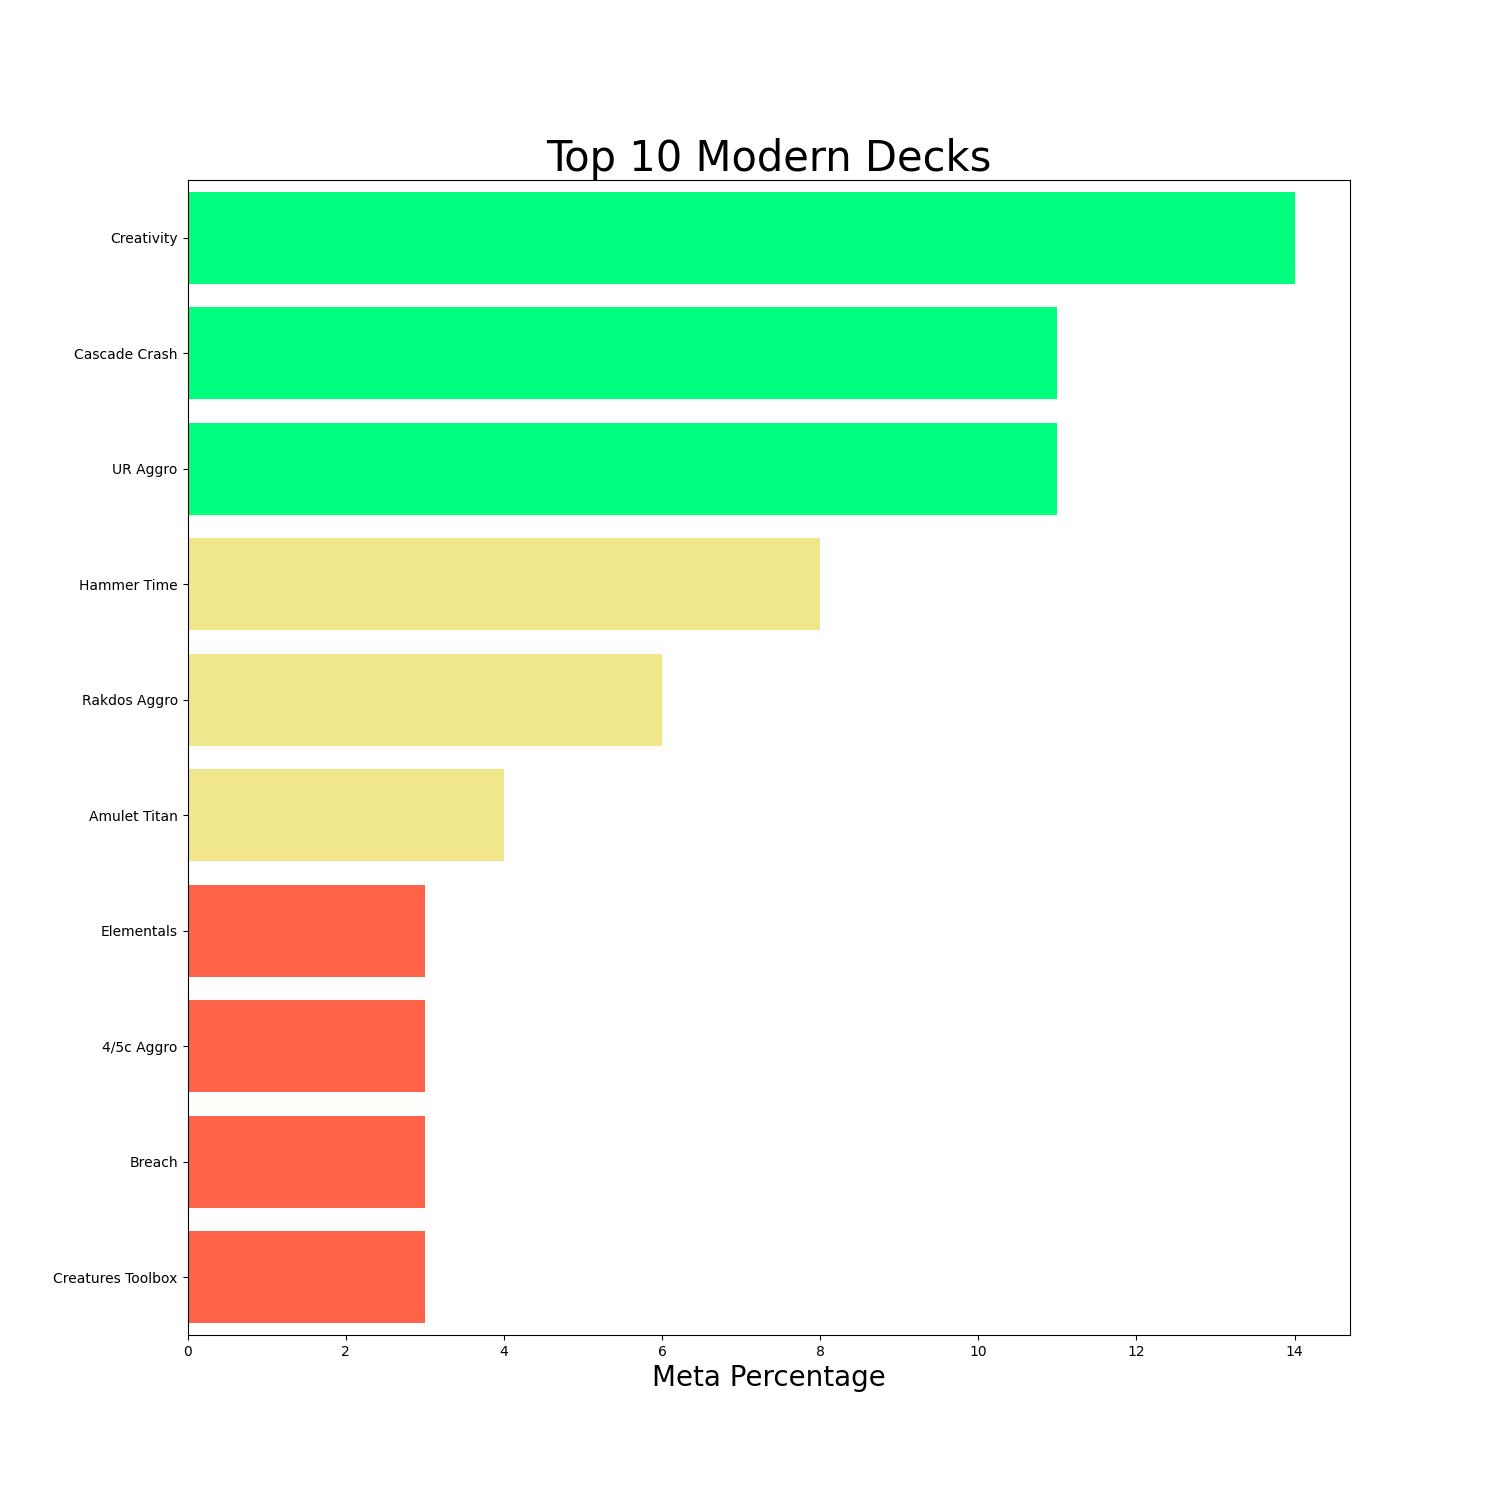 Top 10 Modern Decks
Creativity
Cascade Crash
UR Aggro
Hammer Time
Rakdos Aggro
Amulet Titan
Elementals
4/5c Aggro
Breach
Creatures Toolbox
0 2 4 6 8 10 12 14
Meta Percentage